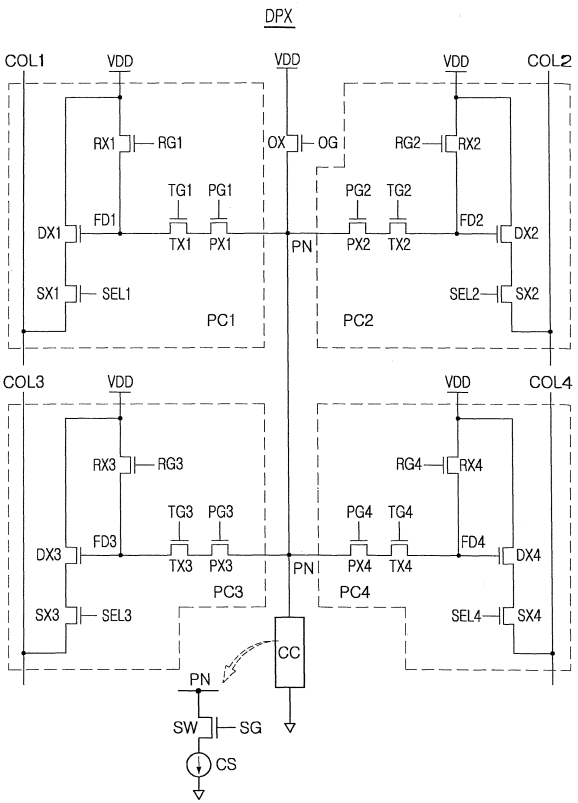 DPX
COL1 VDD VDD VDD COL2
RX1 RG1 OX OG RG2 RX2
TG1 PG1 PG2 TG2
DX1 FD1 TX1 PX1 PN PX2 TX2 FD2 DX2
SX1 SEL1 SEL2 SX2
PC1 PC2
COL3 VDD VDD COL4
RX3 RG3 RG4 RX4
TG3 PG3 PG4 TG4
DX3 FD3 TX3 PX3 PN PX4 TX4 FD4 DX4
PC3 PC4
SX3 SEL3 SEL4 SX4
CC
PN
SW SG
CS